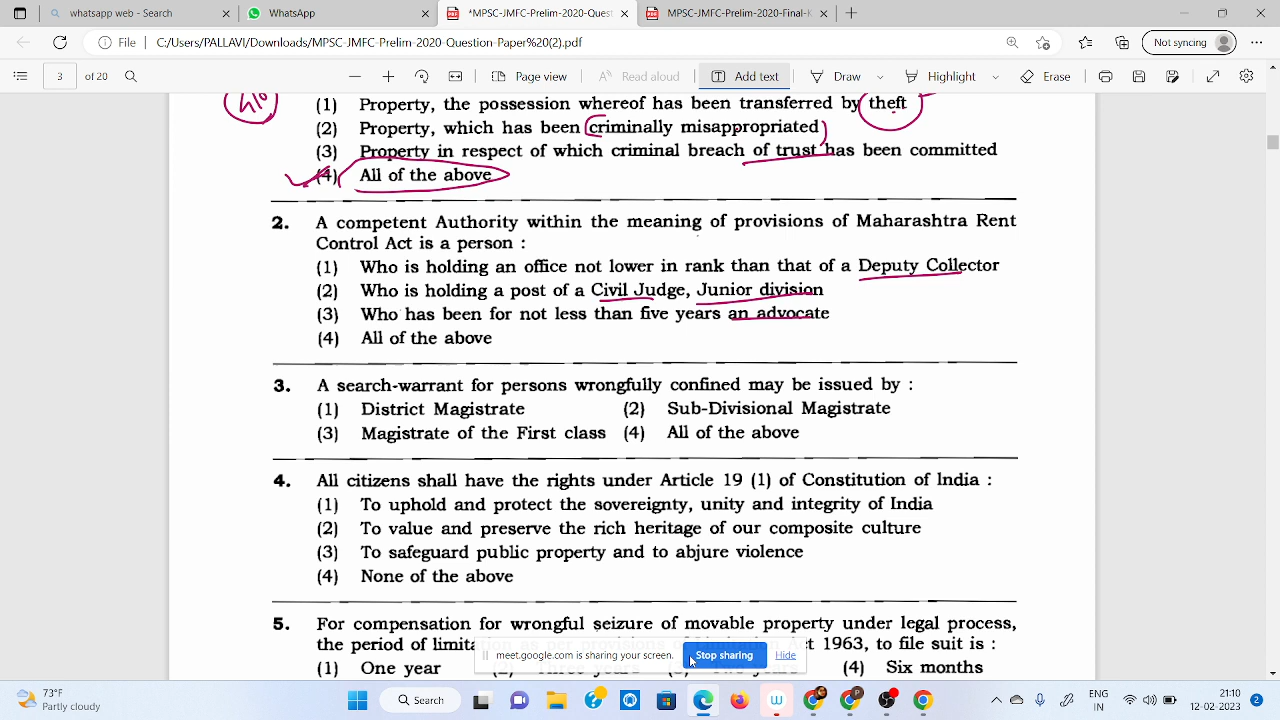 whatsapp web - Search
WhatsApp
*MPSC-JMFC-Prelim-2020-Quest
MPSC-JMFC-Prelim-2020-Final-K
File
C:/Users/PALLAVI/Downloads/MPSC-JMFC-Prelim-2020-Question-Paper%20(2).pdf
Not syncing
3 of 20
Page view
Read aloud
Add text
Draw
Highlight
Erase
(1) Property, the possession whereof has been transferred by theft
(2) Property, which has been criminally misappropriated
(3) Property in respect of which criminal breach of trust has been committed
(4) All of the above
2. A competent Authority within the meaning of provisions of Maharashtra Rent
Control Act is a person :
(1) Who is holding an office not lower in rank than that of a Deputy Collector
(2) Who is holding a post of a Civil Judge, Junior division
(3) Who has been for not less than five years an advocate
(4) All of the above
3. A search-warrant for persons wrongfully confined may be issued by :
(1) District Magistrate (2) Sub-Divisional Magistrate
(3) Magistrate of the First class (4) All of the above
4. All citizens shall have the rights under Article 19 (1) of Constitution of India :
(1) To uphold and protect the sovereignty, unity and integrity of India
(2) To value and preserve the rich heritage of our composite culture
(3) To safeguard public property and to abjure violence
(4) None of the above
5. For compensation for wrongful seizure of movable property under legal process,
the period of 1963, to file suit is :
meet.google.com is sharing your screen.
Stop sharing
Hide
(1) One year (4) Six months
73°F
Partly cloudy
Search
ENG
IN
21:10
12-02-2023
2